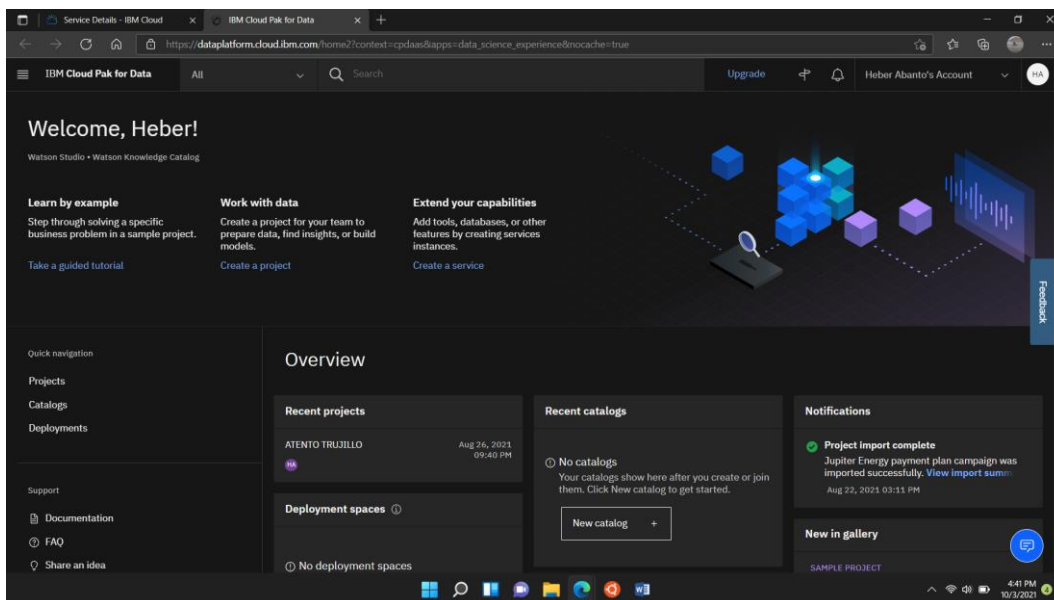 Service Details - IBM Cloud
IBM Cloud Pak for Data
https://dataplatform.cloud.ibm.com/home2?context=cpdaas&apps=data_science_experience&nocache=true
IBM Cloud Pak for Data
All
Search
Upgrade
Heber Abanto's Account
HA
Welcome, Heber!
Watson Studio • Watson Knowledge Catalog
Learn by example
Step through solving a specific
business problem in a sample project.
Take a guided tutorial
Work with data
Create a project for your team to
prepare data, find insights, or build
models.
Create a project
Extend your capabilities
Add tools, databases, or other
features by creating services
instances.
Create a service
Feedback
Quick navigation
Projects
Catalogs
Deployments
Support
Documentation
FAQ
Share an idea
Overview
Recent projects
ATENTO TRUJILLO
Aug 26, 2021
09:40 PM
HA
Deployment spaces
No deployment spaces
Recent catalogs
No catalogs
Your catalogs show here after you create or join
them. Click New catalog to get started.
New catalog +
Notifications
Project import complete
Jupiter Energy payment plan campaign was
imported successfully. View import summ
Aug 22, 2021 03:11 PM
New in gallery
SAMPLE PROJECT
4:41 PM
10/3/2021
4